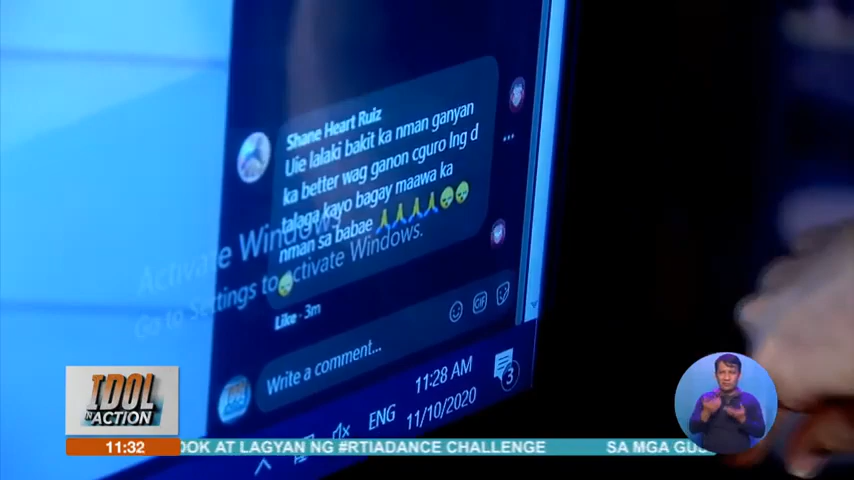 Shane Heart Ruiz
Uie lalaki bakit ka nman ganyan
ka better wag ganon cguro lng d
talaga kayo bagay maawa ka
nman sa babae 🙏🙏🙏🙏😔😔
😔
Activate Windows
Go to Settings to activate Windows.
Like · 3m
GIF
Write a comment...
11:28 AM
ENG
11/10/2020
3
IDOL
IN ACTION
11:32
OOK AT LAGYAN NG #RTIADANCE CHALLENGE
SA MGA